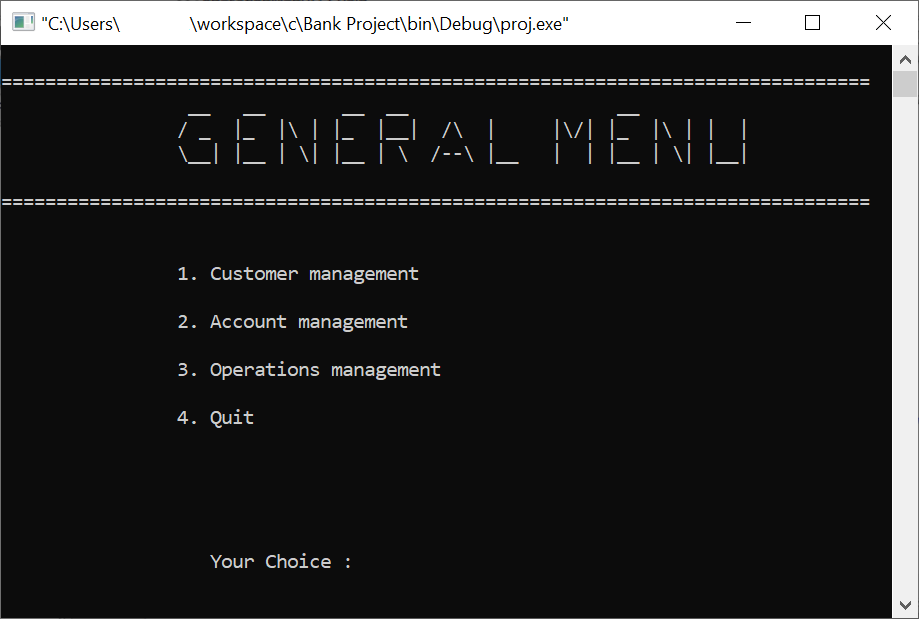 "C:\Users\ \workspace\c\Bank Project\bin\Debug\proj.exe"
GENERAL MENU
1. Customer management
2. Account management
3. Operations management
4. Quit
Your Choice :